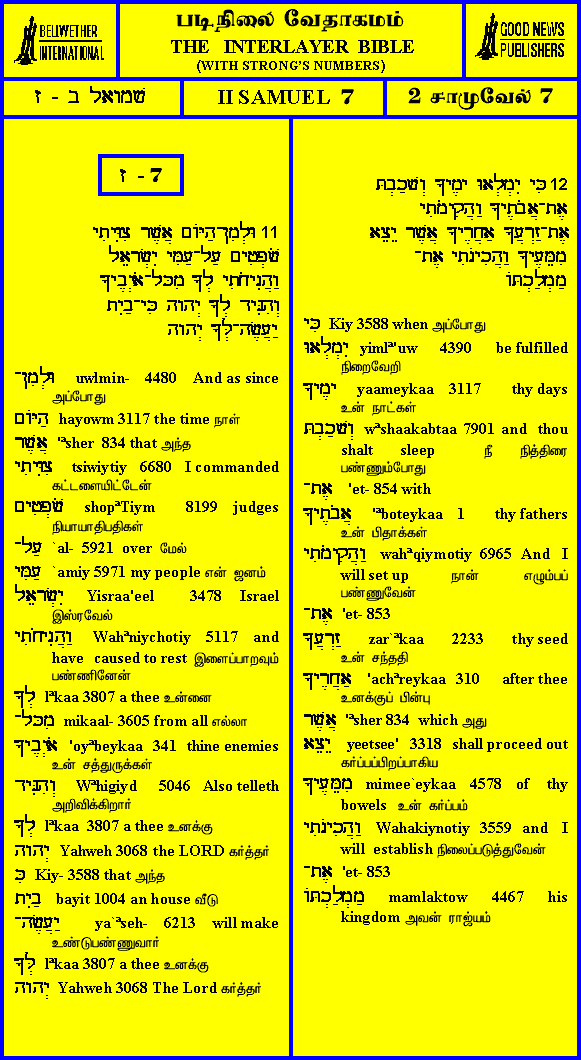 BELLWETHER
INTERNATIONAL
படிநிலை வேதாகமம்
THE INTERLAYER BIBLE
(WITH STRONG'S NUMBERS)
GOOD NEWS
PUBLISHERS
שמואל ב - ז
II SAMUEL 7
2 சாமுவேல் 7
ז - 7
11 וּלְמִן־הַיּוֹם אֲשֶׁר צִוִּיתִי
שֹׁפְטִים עַל־עַמִּי יִשְׂרָאֵל
וַהֲנִיחֹתִי לְךָ מִכָּל־אֹיְבֶיךָ
וְהִגִּיד לְךָ יְהוָה כִּי־בַיִת
יַעֲשֶׂה־לְּךָ יְהוָה
וּלְמִן־ uwlmin- 4480 And as since
அப்போது
הַיּוֹם hayowm 3117 the time நாள்
אֲשֶׁר 'ªsher 834 that அந்த
צִוִּיתִי tsiwiytiy 6680 I commanded
கட்டளையிட்டேன்
שֹׁפְטִים shopªTiym 8199 judges
நியாயாதிபதிகள்
עַל־ `al- 5921 over மேல்
עַמִּי `amiy 5971 my people என் ஜனம்
יִשְׂרָאֵל Yisraa'eel 3478 Israel
இஸ்ரவேல்
וַהֲנִיחֹתִי Wahªniychotiy 5117 and
have caused to rest இளைப்பாறவும்
பண்ணினேன்
לְךָ lªkaa 3807 a thee உன்னை
מִכָּל־ mikaal- 3605 from all எல்லா
אֹיְבֶיךָ 'oyªbeykaa 341 thine enemies
உன் சத்துருக்கள்
וְהִגִּיד Wªhigiyd 5046 Also telleth
அறிவிக்கிறார்
לְךָ lªkaa 3807 a thee உனக்கு
יְהוָה Yahweh 3068 the LORD கர்த்தர்
כִּי Kiy- 3588 that அந்த
בַיִת bayit 1004 an house வீடு
יַעֲשֶׂה־ ya`ªseh- 6213 will make
உண்டுபண்ணுவார்
לְּךָ lªkaa 3807 a thee உனக்கு
יְהוָה Yahweh 3068 The Lord கர்த்தர்
12 כִּי יִמְלְאוּ יָמֶיךָ וְשָׁכַבְתָּ
אֶת־אֲבֹתֶיךָ וַהֲקִימֹתִי
אֶת־זַרְעֲךָ אַחֲרֶיךָ אֲשֶׁר יֵצֵא
מִמֵּעֶיךָ וַהֲכִינֹתִי אֶת־
מַמְלַכְתּוֹ
כִּי Kiy 3588 when அப்போது
יִמְלְאוּ yimlª'uw 4390 be fulfilled
நிறைவேறி
יָמֶיךָ yaameykaa 3117 thy days
உன் நாட்கள்
וְשָׁכַבְתָּ wªshaakabtaa 7901 and thou
shalt sleep நீ நித்திரை
பண்ணும்போது
אֶת־ 'et- 854 with
אֲבֹתֶיךָ 'ªboteykaa 1 thy fathers
உன் பிதாக்கள்
וַהֲקִימֹתִי wahªqiymotiy 6965 And I
will set up நான் எழும்பப்
பண்ணுவேன்
אֶת־ 'et- 853
זַרְעֲךָ zar`ªkaa 2233 thy seed
உன் சந்ததி
אַחֲרֶיךָ 'achªreykaa 310 after thee
உனக்குப் பின்பு
אֲשֶׁר 'ªsher 834 which அது
יֵצֵא yeetsee' 3318 shall proceed out
கர்ப்பப்பிறப்பாகிய
מִמֵּעֶיךָ mimee`eykaa 4578 of thy
bowels உன் கர்ப்பம்
וַהֲכִינֹתִי Wahakiynotiy 3559 and I
will establish நிலைப்படுத்துவேன்
אֶת־ 'et- 853
מַמְלַכְתּוֹ mamlaktow 4467 his
kingdom அவன் ராஜ்யம்